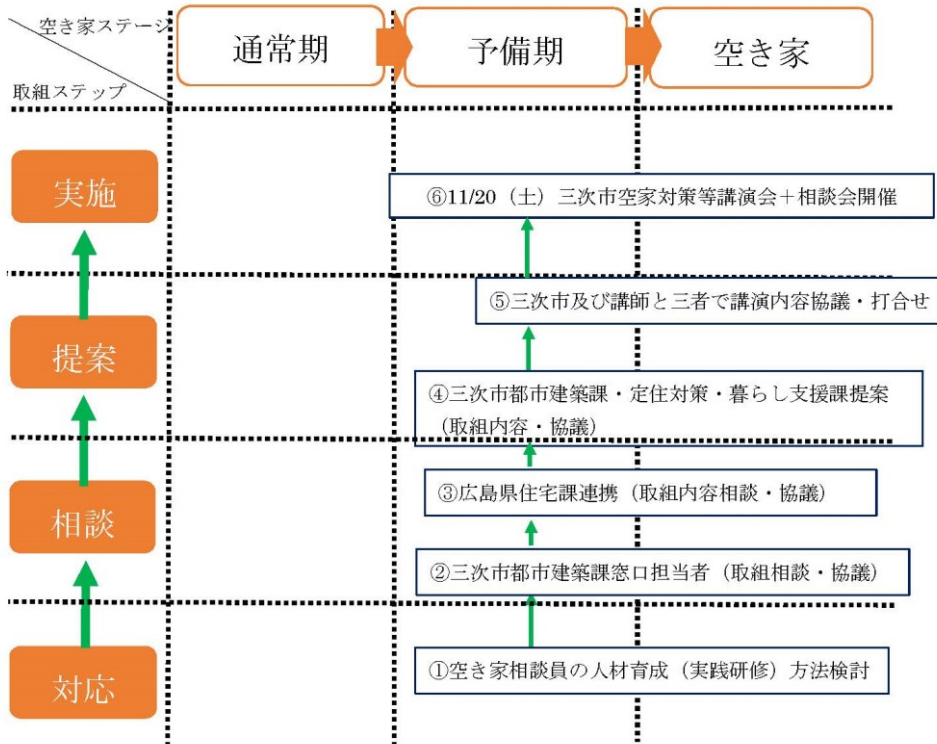 空き家ステージ
取組ステップ
通常期
予備期
空き家
実施
⑥11/20（土）三次市空家対策等講演会＋相談会開催
⑤三次市及び講師と三者で講演内容協議・打合せ
提案
④三次市都市建築課・定住対策・暮らし支援課提案
（取組内容・協議）
③広島県住宅課連携（取組内容相談・協議）
相談
②三次市都市建築課窓口担当者（取組相談・協議）
対応
①空き家相談員の人材育成（実践研修）方法検討